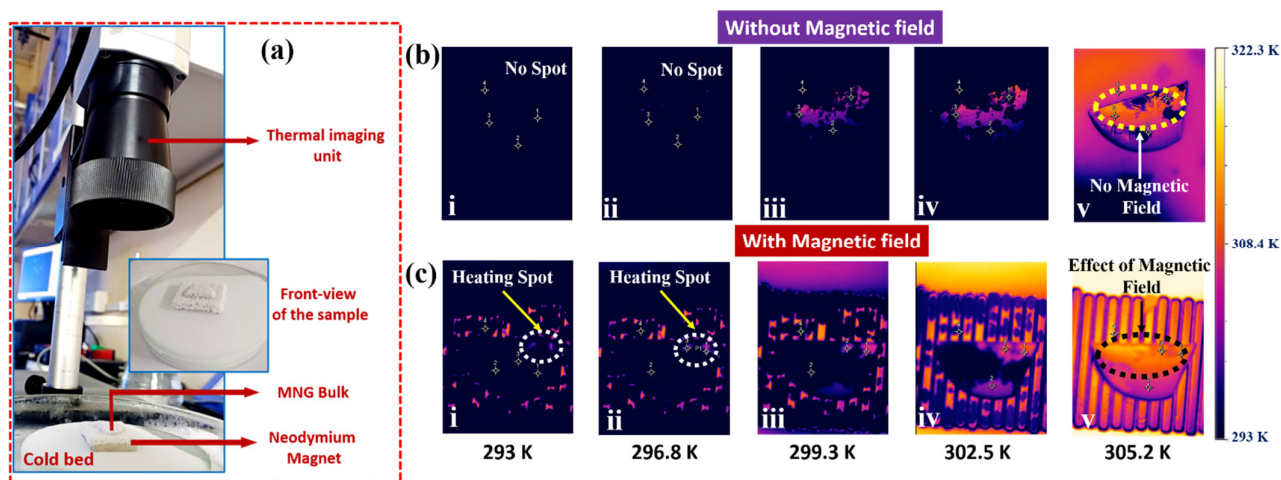 (a)
Thermal imaging
unit
Front-view
of the sample
MNG Bulk
Neodymium
Magnet
Cold bed
Without Magnetic field
(b)
No Spot
i
No Spot
ii
iii
iv
No Magnetic
Field
v
With Magnetic field
(c)
Heating Spot
i
Heating Spot
ii
iii
iv
Effect of Magnetic
Field
v
293 K
296.8 K
299.3 K
302.5 K
305.2 K
322.3 K
308.4 K
293 K